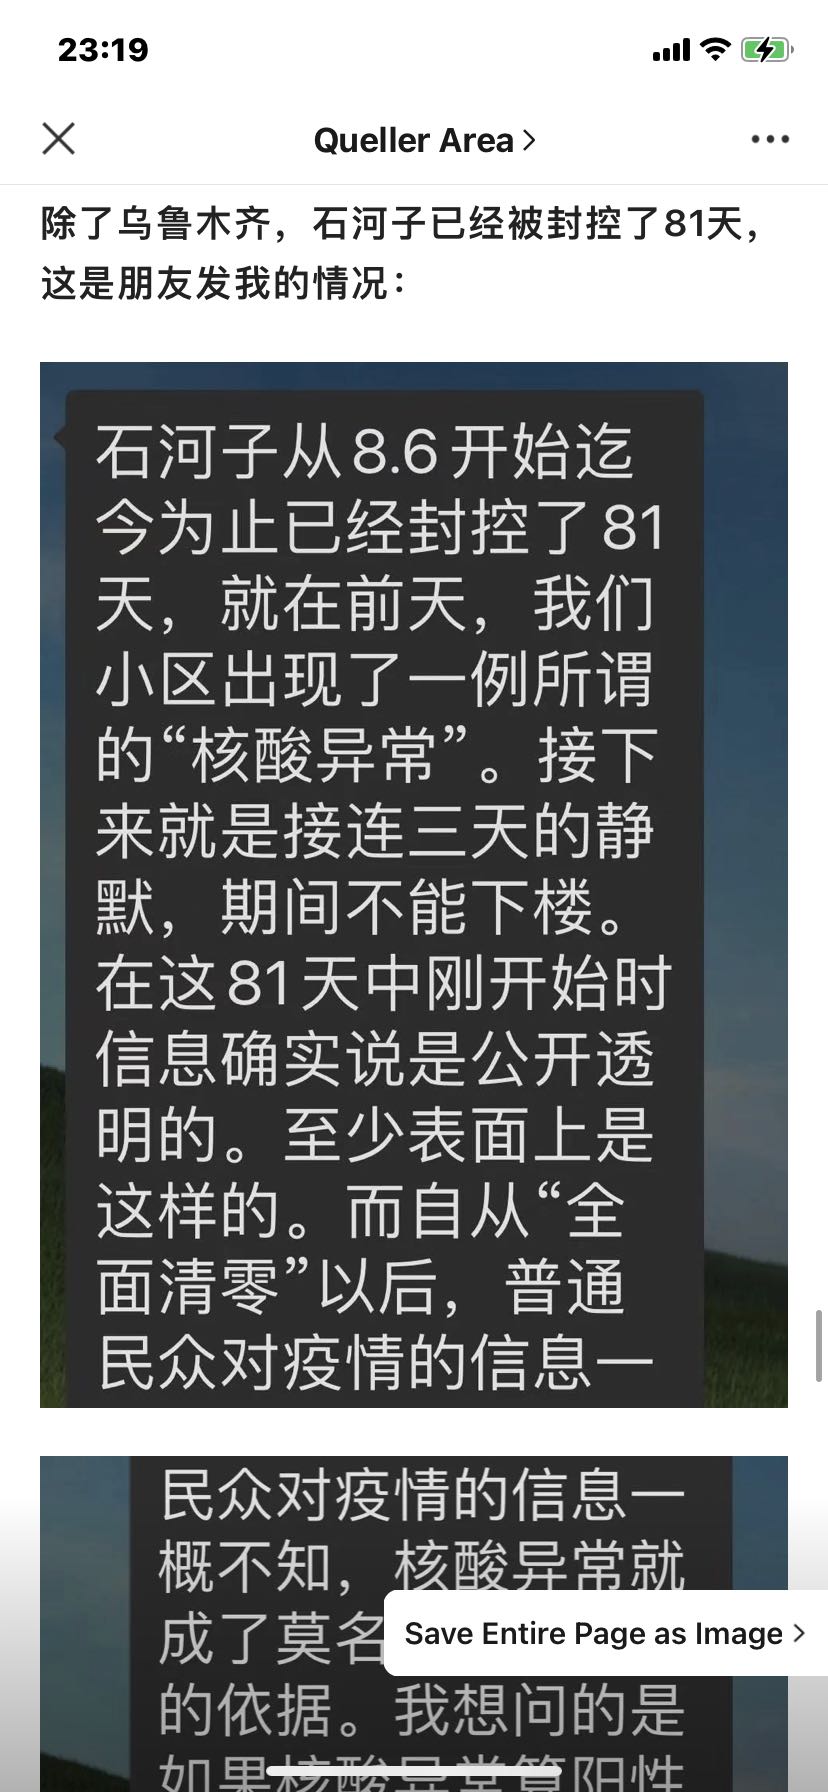 23:19
Queller Area
除了乌鲁木齐，石河子已经被封控了81天，
这是朋友发我的情况：
石河子从8.6开始迄
今为止已经封控了81
天，就在前天，我们
小区出现了一例所谓
的“核酸异常”。接下
来就是接连三天的静
默，期间不能下楼。
在这81天中刚开始时
信息确实说是公开透
明的。至少表面上是
这样的。而自从“全
面清零”以后，普通
民众对疫情的信息一
民众对疫情的信息一
概不知，核酸异常就
成了莫名
Save Entire Page as Image
的依据。我想问的是
如果核酸异常算阳性